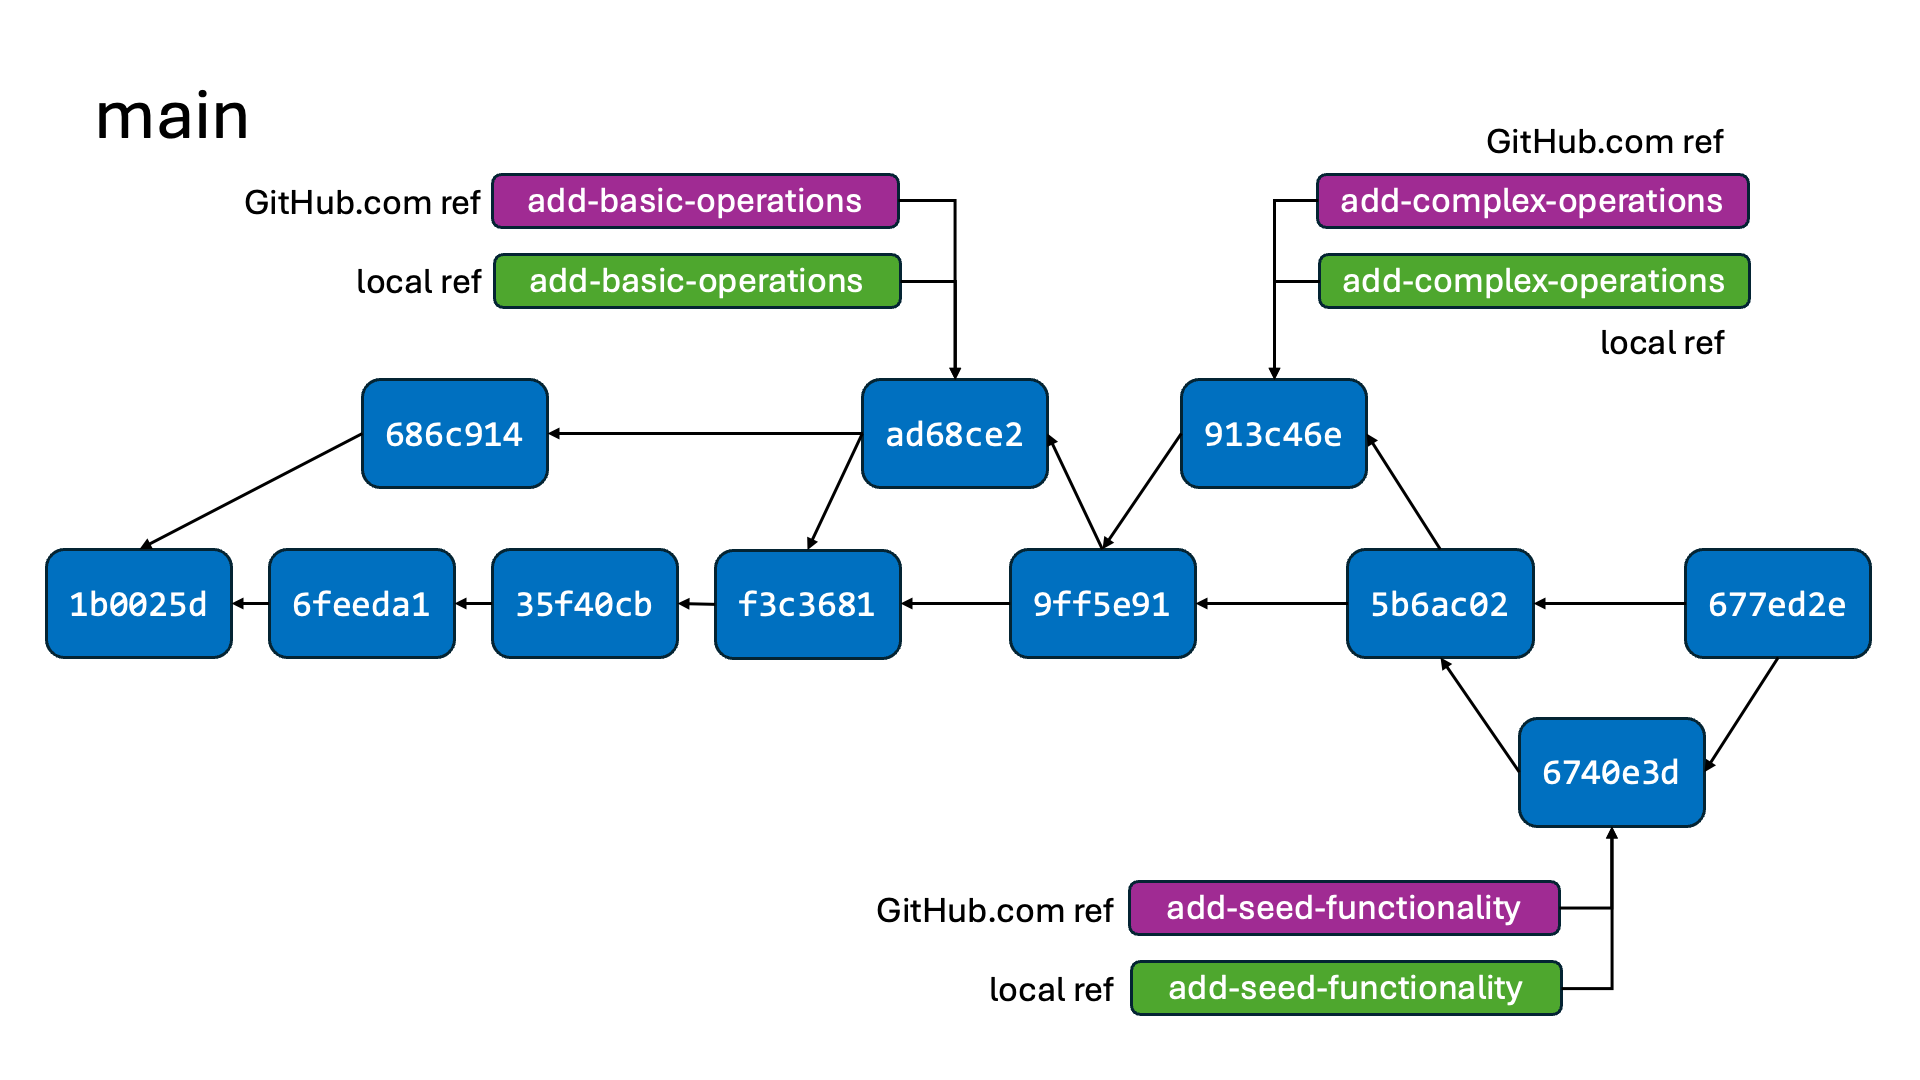 main
GitHub.com ref
add-basic-operations
local ref
add-basic-operations
GitHub.com ref
add-complex-operations
add-complex-operations
local ref
686c914
ad68ce2
913c46e
1b0025d
6feeda1
35f40cb
f3c3681
9ff5e91
5b6ac02
677ed2e
6740e3d
GitHub.com ref
add-seed-functionality
local ref
add-seed-functionality